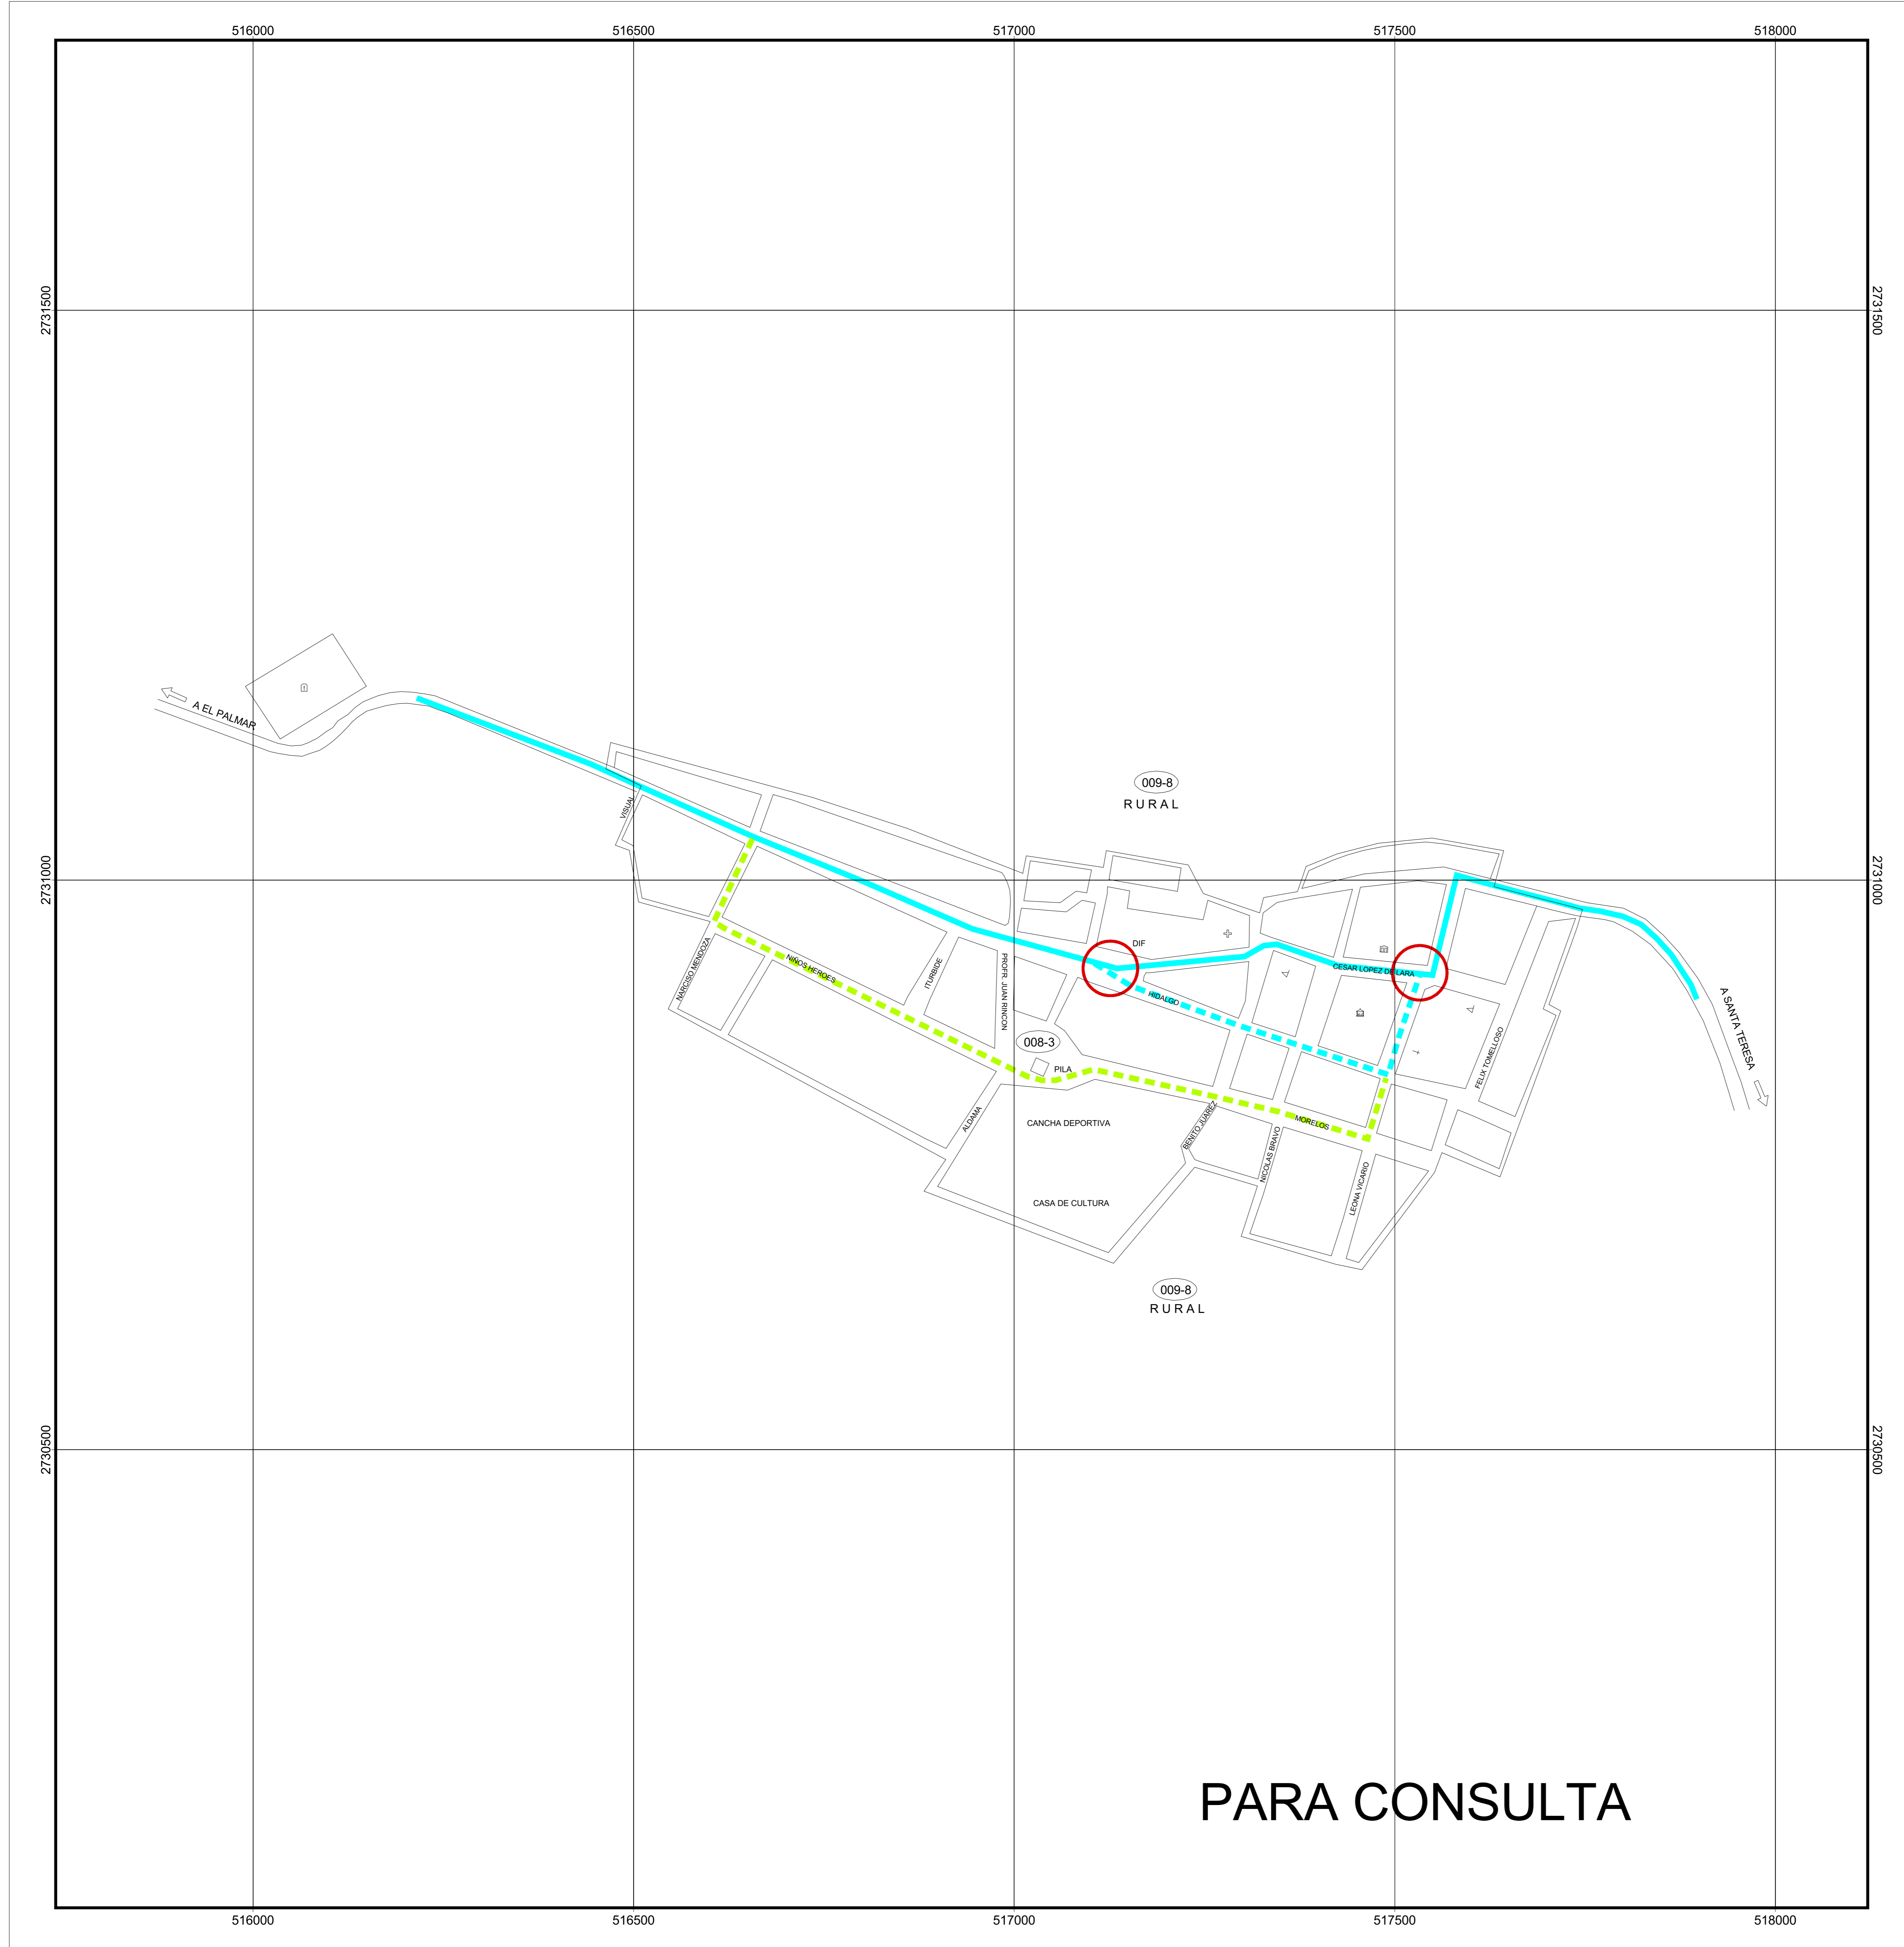 516000
516500
517000
517500
518000
2731500
2731500
A EL PALMAR
009-8
RURAL
VISUAL
2731000
2731000
DIF
NARCISO MENDOZA
NIÑOS HEROES
ITURBIDE
PROFR. JUAN RINCON
HIDALGO
CESAR LOPEZ DE LARA
A SANTA TERESA
008-3
PILA
FELIX TOMELLOSO
ALDAMA
CANCHA DEPORTIVA
BENITO JUAREZ
MORELOS
NICOLAS BRAVO
LEONA VICARIO
CASA DE CULTURA
009-8
RURAL
2730500
2730500
PARA CONSULTA
516000
516500
517000
517500
518000